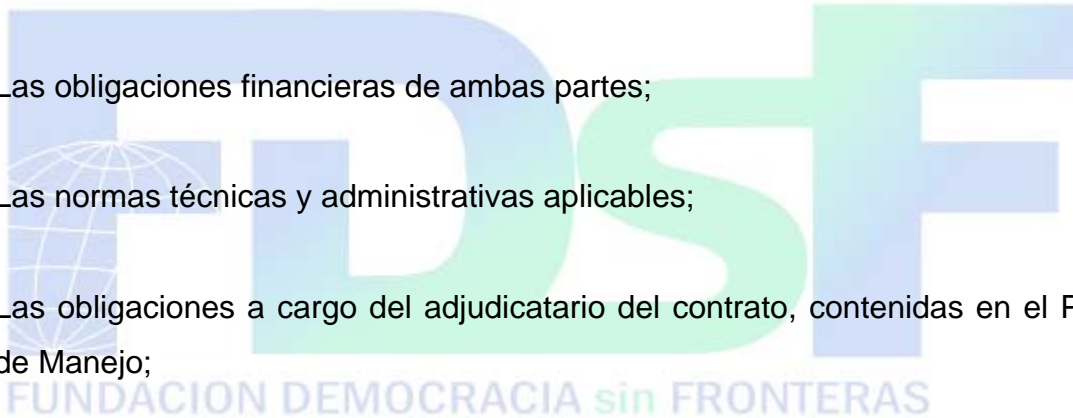 FDSF
Las obligaciones financieras de ambas partes;
Las normas técnicas y administrativas aplicables;
Las obligaciones a cargo del adjudicatario del contrato, contenidas en el
de Manejo;
FUNDACION DEMOCRACIA sin FRONTERAS